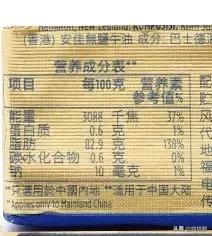 Hamilton, New Zealand.
(香港) 安佳無鹽牛油 成分: 巴士德
营养成分表**
项目 每100克 营养素参考值%
能量 3088 千焦 37%
蛋白质 0.6 克 1%
脂肪 82.9 克 138%
碳水化合物 0.6 克 0%
钠 10 毫克 1%
**只適用於中國內地 **适用于中国大陆
**Applies only to Mainland China